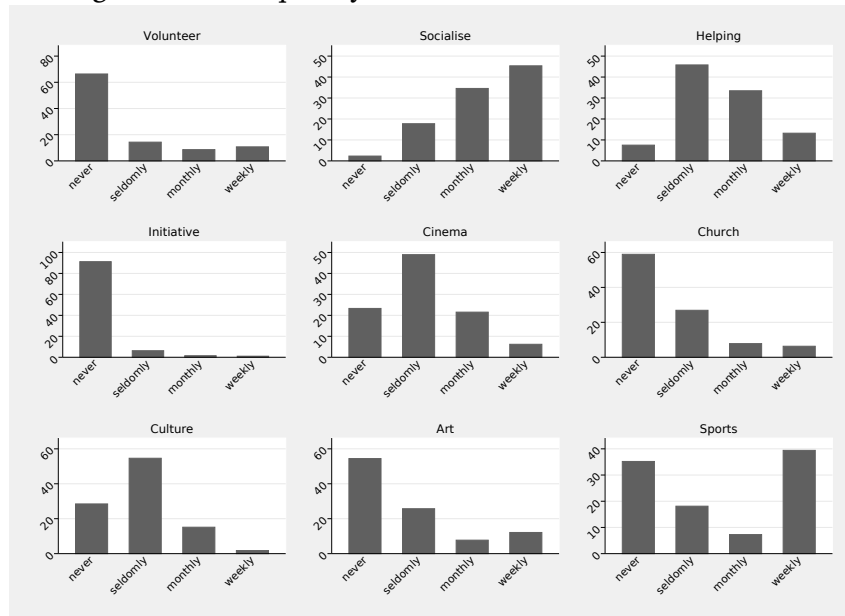 Volunteer
80
60
40
20
0
never
seldomly
monthly
weekly
Socialise
50
40
30
20
10
0
never
seldomly
monthly
weekly
Helping
50
40
30
20
10
0
never
seldomly
monthly
weekly
Initiative
100
80
60
40
20
0
never
seldomly
monthly
weekly
Cinema
50
40
30
20
10
0
never
seldomly
monthly
weekly
Church
60
40
20
0
never
seldomly
monthly
weekly
Culture
60
40
20
0
never
seldomly
monthly
weekly
Art
60
40
20
0
never
seldomly
monthly
weekly
Sports
40
30
20
10
0
never
seldomly
monthly
weekly